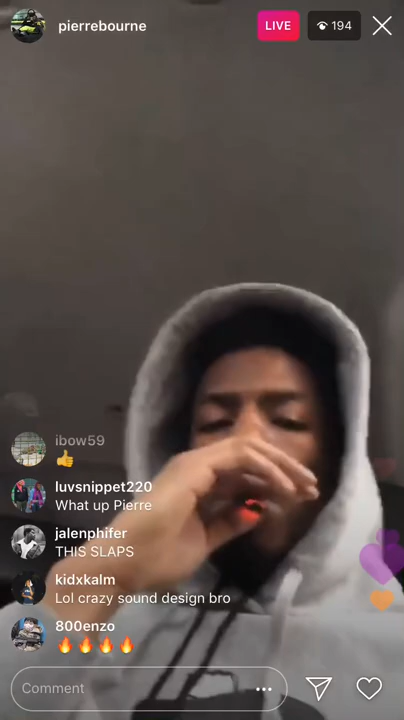 pierrebourne
LIVE
194
ibow59
👍
luvsnippet220
What up Pierre
jalenphifer
THIS SLAPS
kidxkalm
Lol crazy sound design bro
800enzo
🔥🔥🔥🔥
Comment